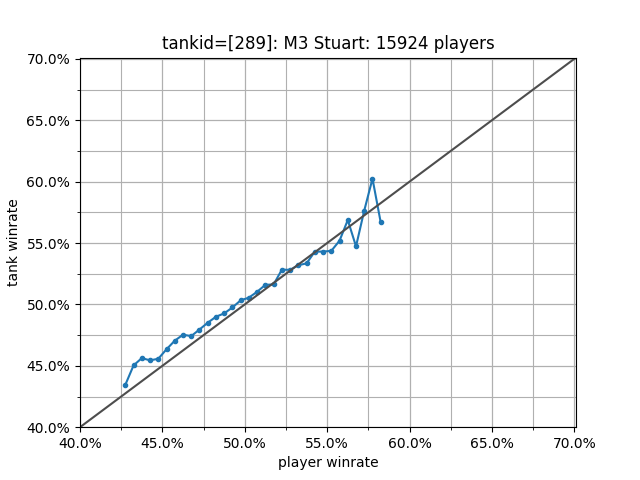 tankid=[289]: M3 Stuart: 15924 players
70.0%
65.0%
60.0%
55.0%
50.0%
45.0%
40.0%
tank winrate
40.0% 45.0% 50.0% 55.0% 60.0% 65.0% 70.0%
player winrate